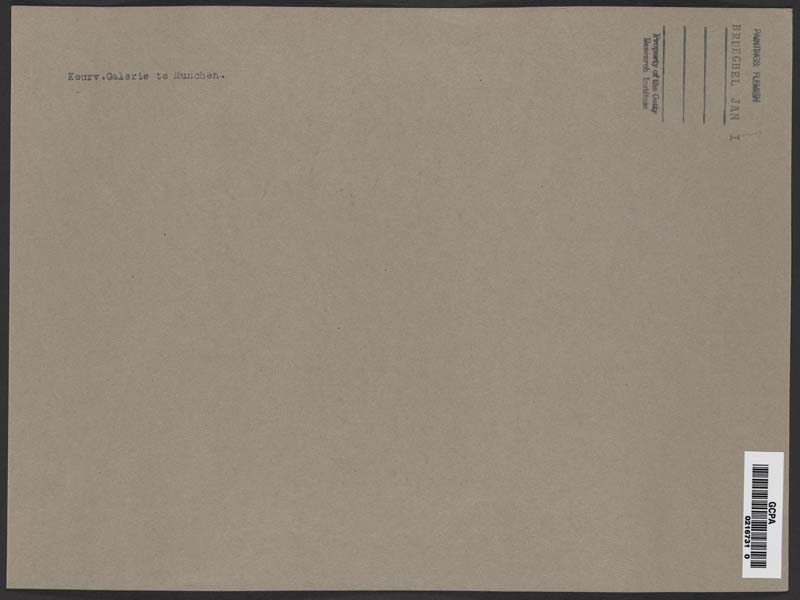 Keurv.Galerie te Munchen.
PAINTINGS: FLEMISH
BRUEGHEL JAN I
Property of the Getty
Research Institute
GCPA
0216731 0